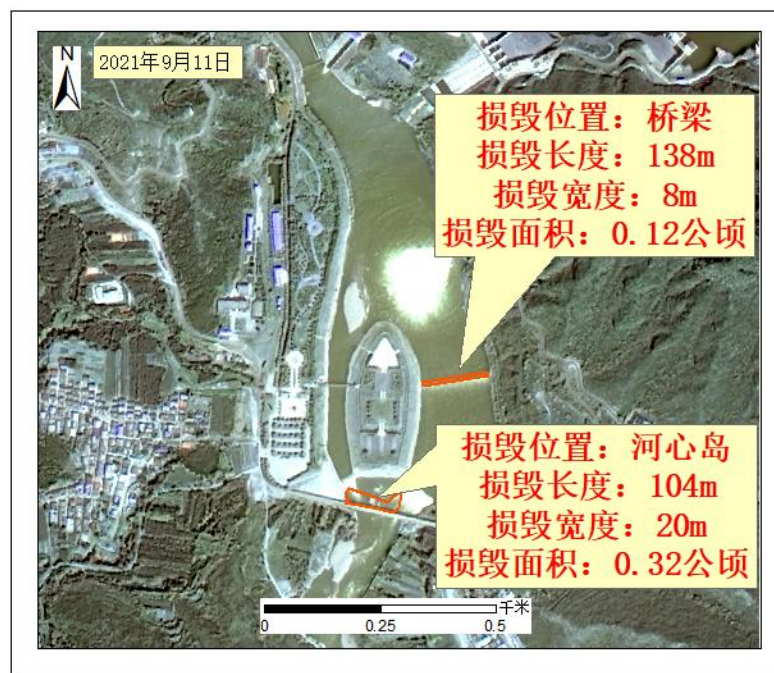 N
2021年9月11日
损毁位置：桥梁
损毁长度：138m
损毁宽度：8m
损毁面积：0.12公顷
损毁位置：河心岛
损毁长度：104m
损毁宽度：20m
损毁面积：0.32公顷
千米
0 0.25 0.5